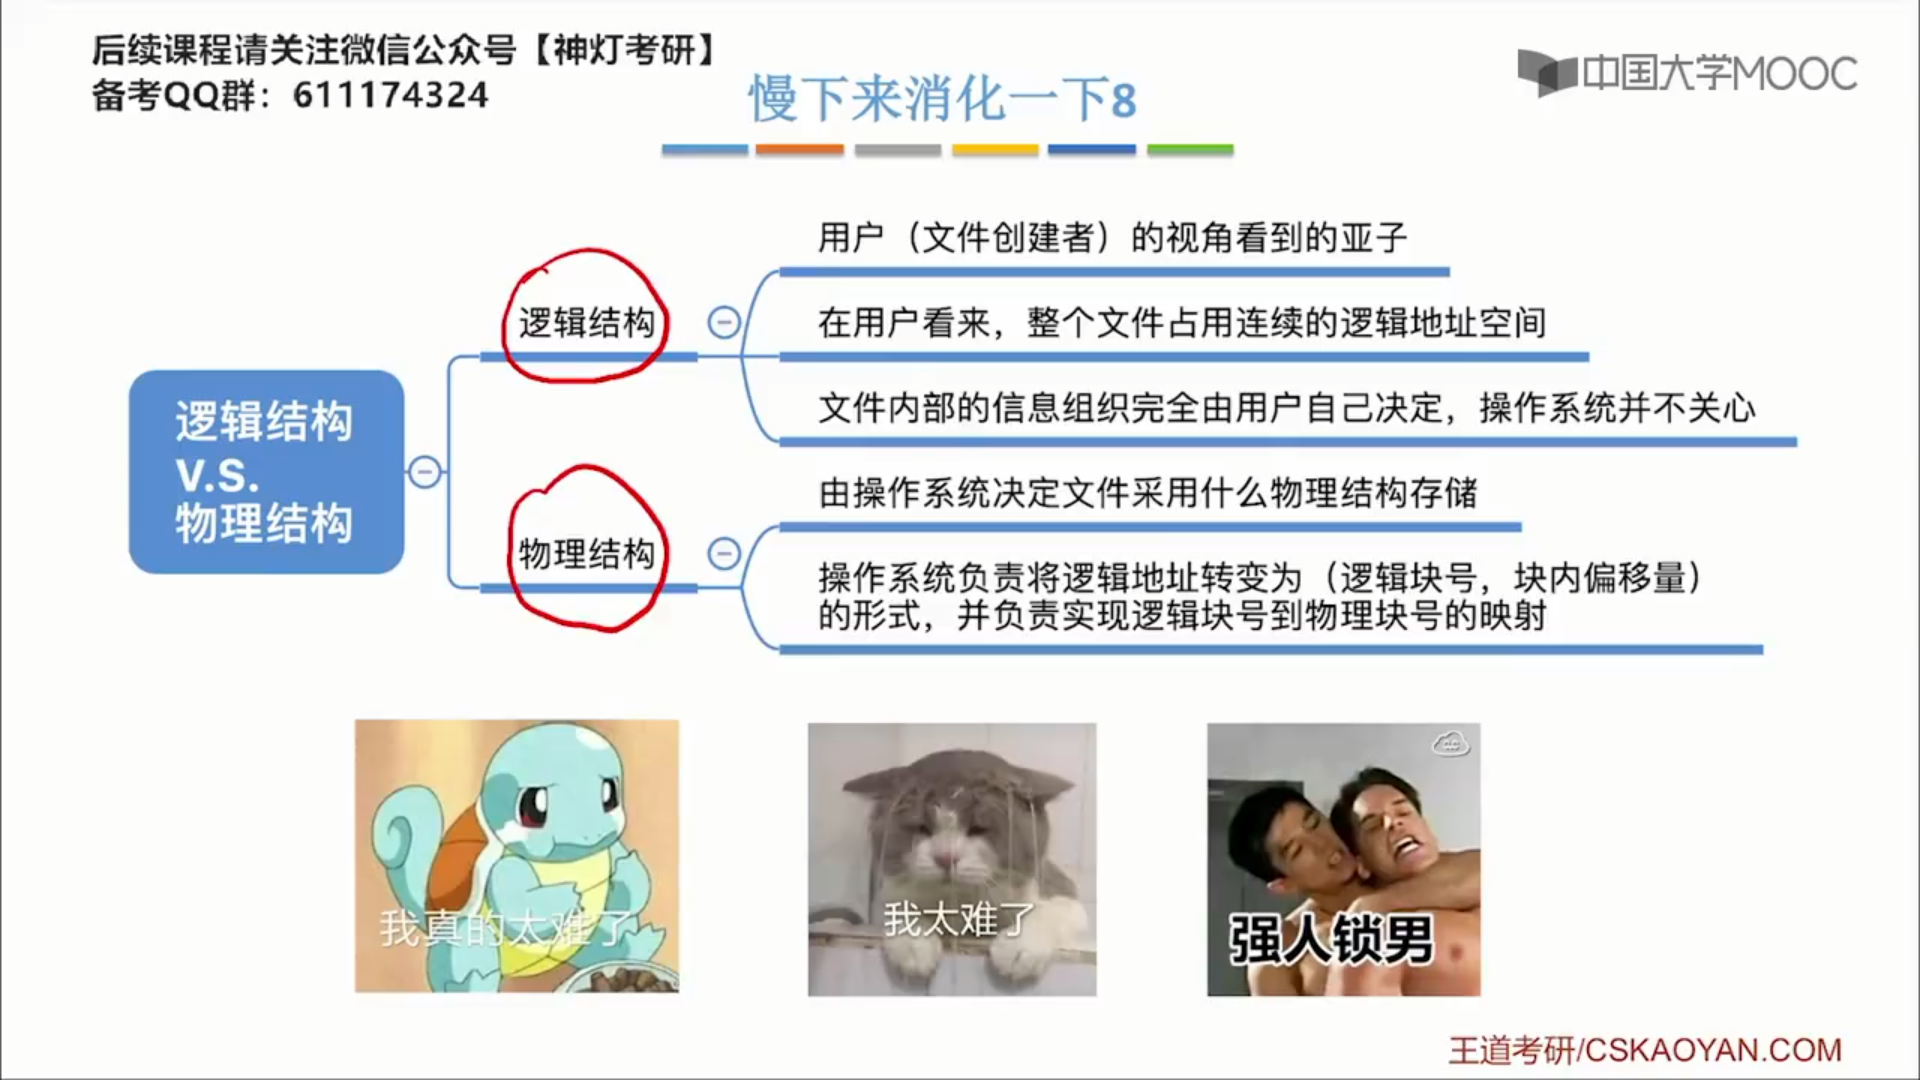 后续课程请关注微信公众号【神灯考研】
备考QQ群：611174324
慢下来消化一下8
中国大学MOOC
逻辑结构
V.S.
物理结构
逻辑结构
用户（文件创建者）的视角看到的亚子
在用户看来，整个文件占用连续的逻辑地址空间
文件内部的信息组织完全由用户自己决定，操作系统并不关心
物理结构
由操作系统决定文件采用什么物理结构存储
操作系统负责将逻辑地址转变为（逻辑块号，块内偏移量）
的形式，并负责实现逻辑块号到物理块号的映射
我真的太难了
我太难了
强人锁男
王道考研/CSKAOYAN.COM